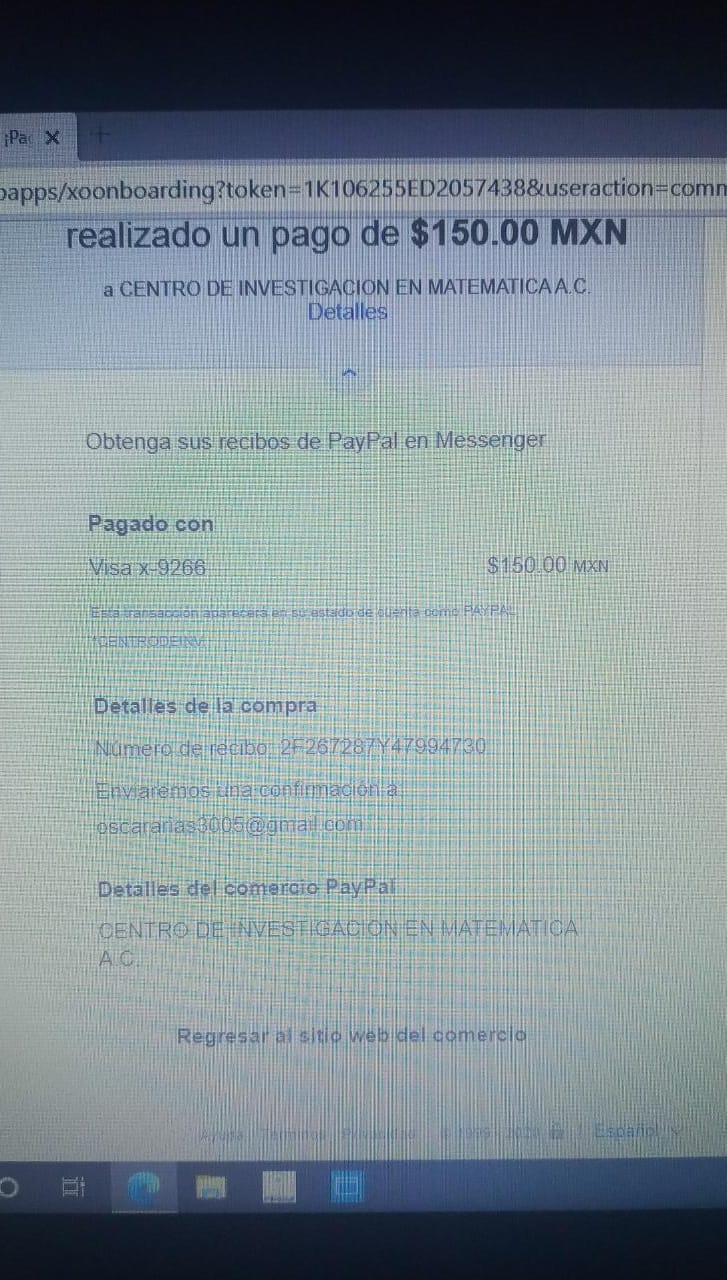 ¡Pa
papps/xoonboarding?token=1K106255ED2057438&useraction=comm
realizado un pago de $150.00 MXN
a CENTRO DE INVESTIGACION EN MATEMATICA A.C.
Detalles
Obtenga sus recibos de PayPal en Messenger
Pagado con
Visa x-9266 $150.00 MXN
Esta transacción aparecerá en su estado de cuenta como PAYPAL
*CENTRODEINV
Detalles de la compra
Número de recibo: 2F267287Y47994730
Enviaremos una confirmación a
oscararias3005@gmail.com
Detalles del comercio PayPal
CENTRO DE INVESTIGACION EN MATEMATICA
A.C.
Regresar al sitio web del comercio
Ayuda Términos Privacidad Español